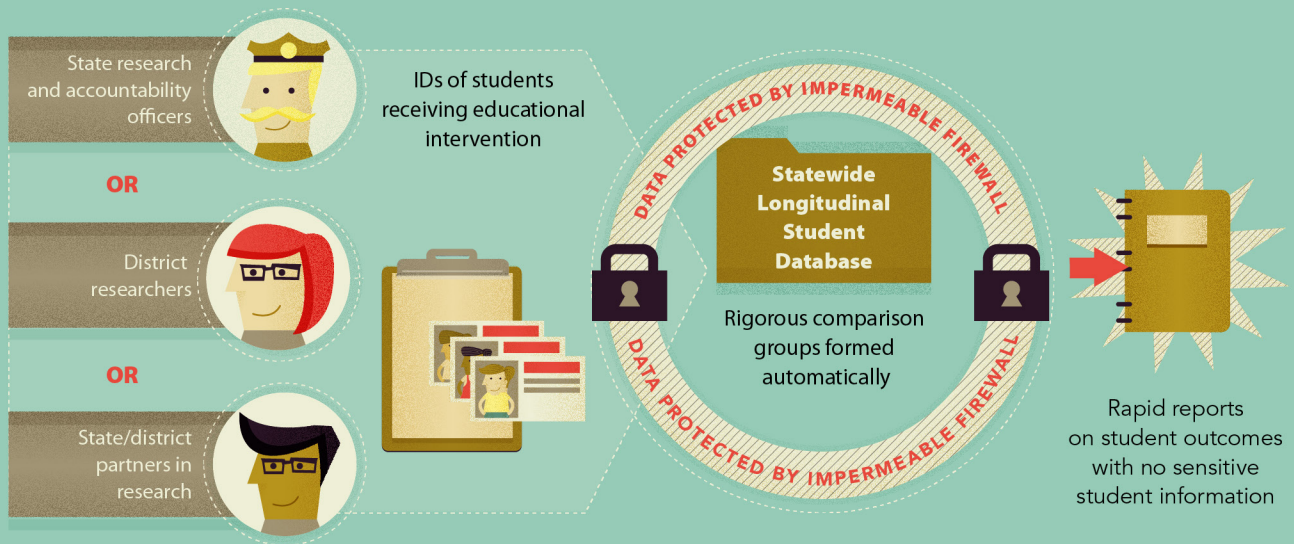 State research
and accountability
officers
OR
District
researchers
OR
State/district
partners in
research
IDs of students
receiving educational
intervention
DATA PROTECTED BY IMPERMEABLE FIREWALL
Statewide
Longitudinal
Student
Database
Rigorous comparison
groups formed
automatically
DATA PROTECTED BY IMPERMEABLE FIREWALL
Rapid reports
on student outcomes
with no sensitive
student information